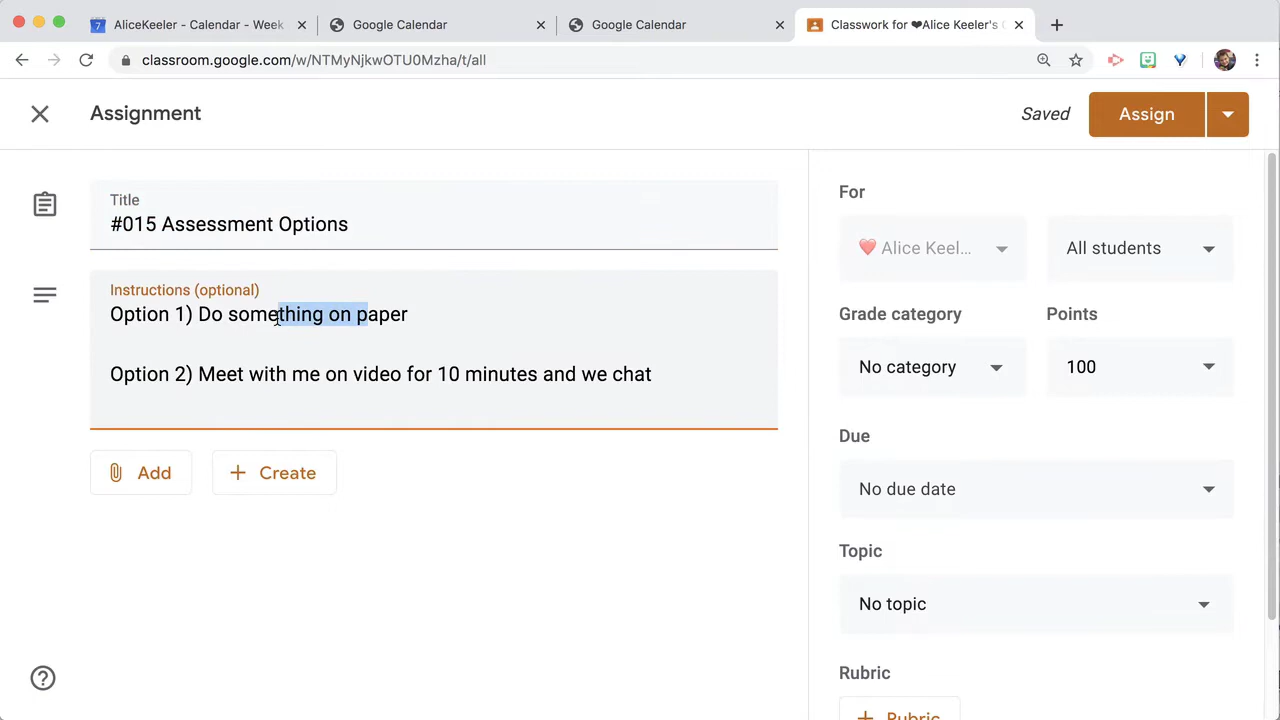 AliceKeeler - Calendar - Week
Google Calendar
Google Calendar
Classwork for ❤Alice Keeler's
classroom.google.com/w/NTMyNjkwOTU0Mzha/t/all
Assignment
Saved
Assign
Title
#015 Assessment Options
Instructions (optional)
Option 1) Do something on paper
Option 2) Meet with me on video for 10 minutes and we chat
Add
Create
For
❤️ Alice Keel...
All students
Grade category
Points
No category
100
Due
No due date
Topic
No topic
Rubric
Rubric